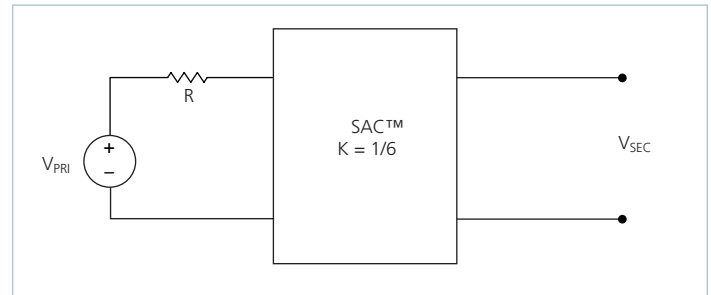 R
SAC™
K = 1/6
V_PRI
+
–
V_SEC